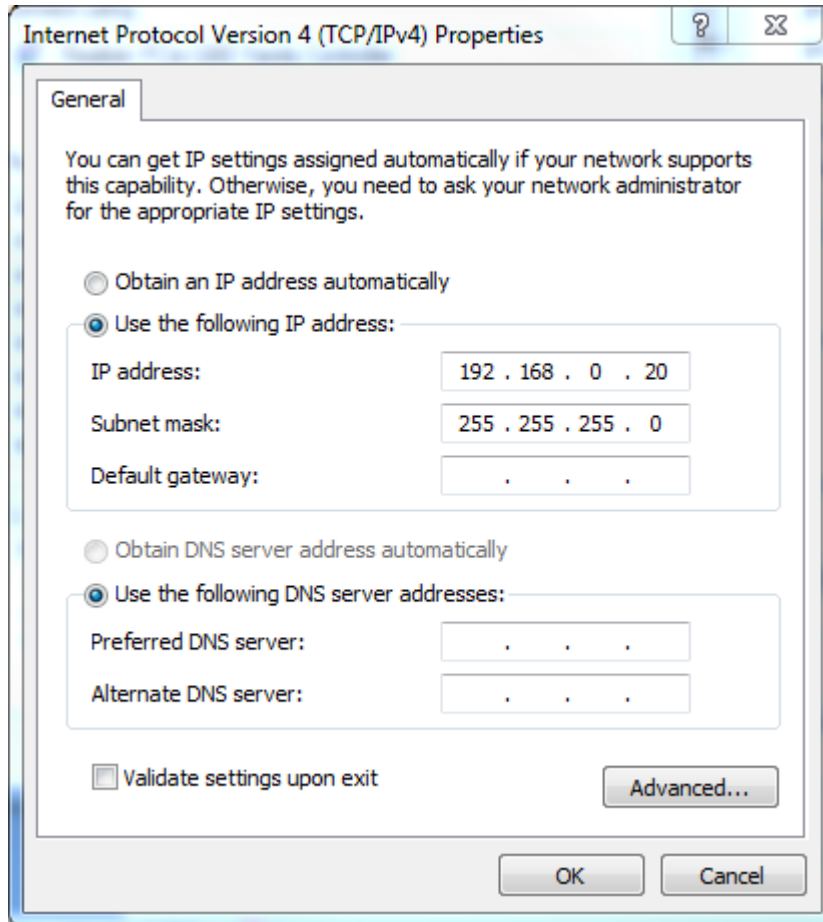 Internet Protocol Version 4 (TCP/IPv4) Properties
General
You can get IP settings assigned automatically if your network supports
this capability. Otherwise, you need to ask your network administrator
for the appropriate IP settings.
Obtain an IP address automatically
Use the following IP address:
IP address: 192 . 168 . 0 . 20
Subnet mask: 255 . 255 . 255 . 0
Default gateway: . . .
Obtain DNS server address automatically
Use the following DNS server addresses:
Preferred DNS server: . . .
Alternate DNS server: . . .
Validate settings upon exit
Advanced...
OK Cancel